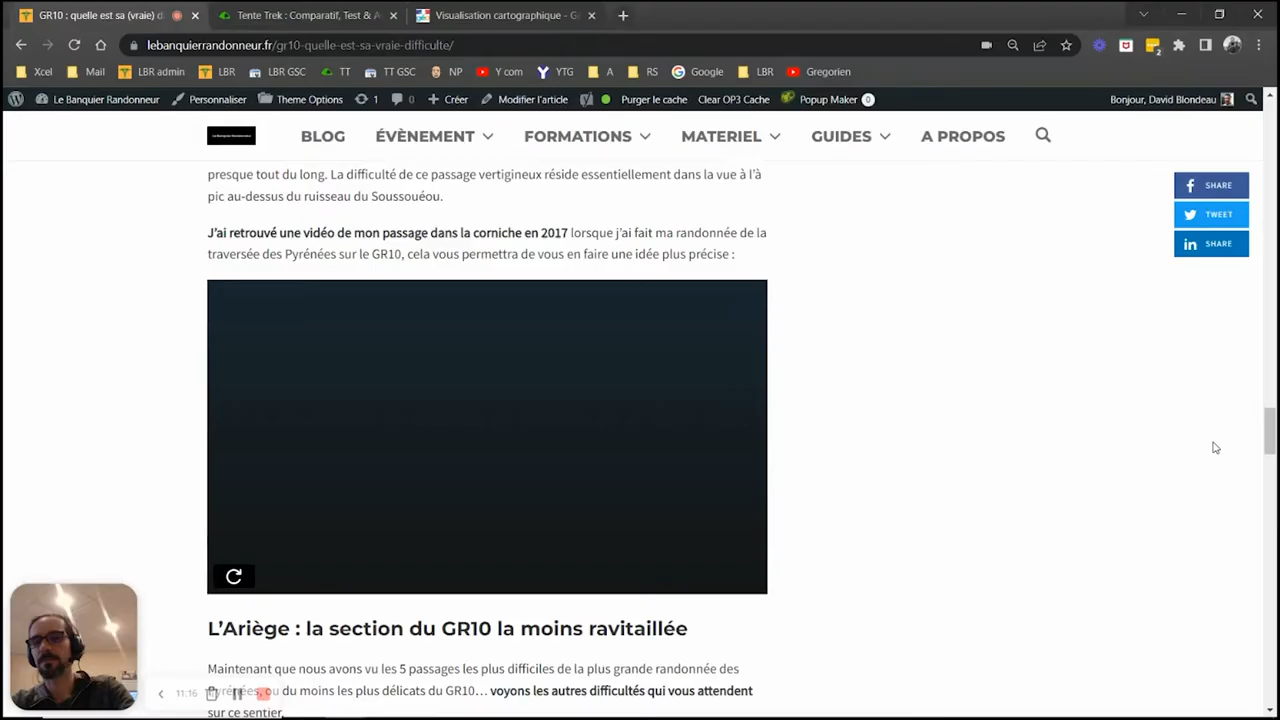 GR10 : quelle est sa (vraie) d
Tente Trek : Comparatif, Test & A
Visualisation cartographique - G
lebanquierrandonneur.fr/gr10-quelle-est-sa-vraie-difficulte/
Xcel Mail LBR admin LBR LBR GSC TT TT GSC NP Y com YTG A RS Google LBR Gregorien
Le Banquier Randonneur Personnaliser Theme Options 1 0 Créer Modifier l'article Purger le cache Clear OP3 Cache Popup Maker 0 Bonjour, David Blondeau
BLOG ÉVÈNEMENT FORMATIONS MATERIEL GUIDES A PROPOS
presque tout du long. La difficulté de ce passage vertigineux réside essentiellement dans la vue à l'à
pic au-dessus du ruisseau du Soussouéou.
SHARE
TWEET
SHARE
J'ai retrouvé une vidéo de mon passage dans la corniche en 2017 lorsque j'ai fait ma randonnée de la
traversée des Pyrénées sur le GR10, cela vous permettra de vous en faire une idée plus précise :
L'Ariège : la section du GR10 la moins ravitaillée
Maintenant que nous avons vu les 5 passages les plus difficiles de la plus grande randonnée des
Pyrénées, ou du moins les plus délicats du GR10… voyons les autres difficultés qui vous attendent
sur ce sentier.
11:16